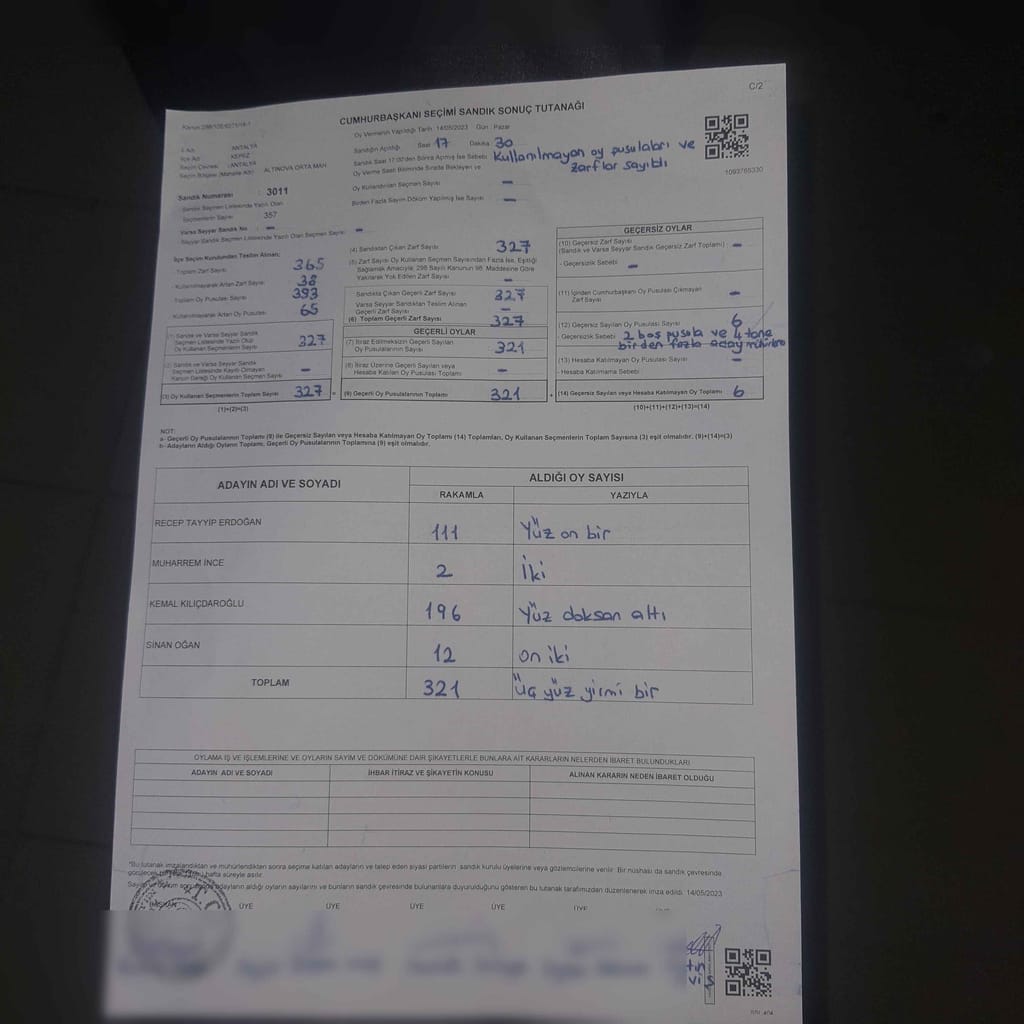 C/2
CUMHURBAŞKANI SEÇİMİ SANDIK SONUÇ TUTANAĞI
Oy Vermenin Yapıldığı Tarih : 14/05/2023 Gün : Pazar
Sandığın Açıldığı Saat 17 Dakika 30
Sandık Saat 17.00'den Sonra Açılmış İse Sebebi Kullanılmayan oy pusulaları ve
zarflar sayıldı
Oy Verme Saati Bitiminde Sırada Bekleyen ve
Oy Kullandırılan Seçmen Sayısı -
Birden Fazla Sayım Döküm Yapılmış İse Sayısı : -
1093765330
İl Adı : ANTALYA
İlçe Adı : KEPEZ
Seçim Çevresi : ANTALYA
Seçim Bölgesi (Mahalle Adı) : ALTINOVA ORTA MAH
Sandık Numarası : 3011
Sandık Seçmen Listesinde Yazılı Olan
Seçmenlerin Sayısı : 357
Varsa Seyyar Sandık No : -
Seyyar Sandık Seçmen Listesinde Yazılı Olan Seçmen Sayısı : -
İlçe Seçim Kurulundan Teslim Alınan;
- Toplam Zarf Sayısı 365
- Kullanılmayarak Artan Zarf Sayısı 38
- Toplam Oy Pusulası Sayısı 393
- Kullanılmayarak Artan Oy Pusulası 65
(1) Sandık ve Varsa Seyyar Sandık
Seçmen Listesinde Yazılı Olup
Oy Kullanan Seçmenlerin Sayısı 327
(2) Sandık ve Varsa Seyyar Sandık
Seçmen Listesinde Kayıtlı Olmayan
Kanun Gereği Oy Kullanan Seçmen Sayısı -
(3) Oy Kullanan Seçmenlerin Toplam Sayısı 327 =
(1)+(2)=(3)
(4) Sandıktan Çıkan Zarf Sayısı 327
(5) Zarf Sayısı Oy Kullanan Seçmen Sayısından Fazla İse, Eşitliği
Sağlamak Amacıyla; 298 Sayılı Kanunun 98. Maddesine Göre
Yakılarak Yok Edilen Zarf Sayısı -
- Sandıkta Çıkan Geçerli Zarf Sayısı 327
Varsa Seyyar Sandıktan Teslim Alınan
Geçerli Zarf Sayısı -
(6) Toplam Geçerli Zarf Sayısı 327
GEÇERLİ OYLAR
(7) İtiraz Edilmeksizin Geçerli Sayılan
Oy Pusulalarının Sayısı 321
(8) İtiraz Üzerine Geçerli Sayılan veya
Hesaba Katılan Oy Pusulası Toplamı -
(9) Geçerli Oy Pusulalarının Toplamı 321 +
GEÇERSİZ OYLAR
(10) Geçersiz Zarf Sayısı
(Sandık ve Varsa Seyyar Sandık Geçersiz Zarf Toplamı) -
- Geçersizlik Sebebi : -
(11) İçinden Cumhurbaşkanı Oy Pusulası Çıkmayan
Zarf Sayısı -
(12) Geçersiz Sayılan Oy Pusulası Sayısı 6
- Geçersizlik Sebebi : 2 boş pusula ve 4 tane
birden fazla aday mühürlü
(13) Hesaba Katılmayan Oy Pusulası Sayısı -
- Hesaba Katılmama Sebebi :
(14) Geçersiz Sayılan veya Hesaba Katılmayan Oy Toplamı 6
(10)+(11)+(12)+(13)=(14)
NOT:
a- Geçerli Oy Pusulalarının Toplamı (9) ile Geçersiz Sayılan veya Hesaba Katılmayan Oy Toplamı (14) Toplamları, Oy Kullanan Seçmenlerin Toplam Sayısına (3) eşit olmalıdır. (9)+(14)=(3)
b- Adayların Aldığı Oyların Toplamı; Geçerli Oy Pusulalarının Toplamına (9) eşit olmalıdır.
ADAYIN ADI VE SOYADI ALDIĞI OY SAYISI
RAKAMLA YAZIYLA
RECEP TAYYİP ERDOĞAN 111 Yüz on bir
MUHARREM İNCE 2 İki
KEMAL KILIÇDAROĞLU 196 Yüz doksan altı
SİNAN OĞAN 12 on iki
TOPLAM 321 üç yüz yirmi bir
OYLAMA İŞ VE İŞLEMLERİNE VE OYLARIN SAYIM VE DÖKÜMÜNE DAİR ŞİKAYETLERLE BUNLARA AİT KARARLARIN NELERDEN İBARET BULUNDUKLARI
ADAYIN ADI VE SOYADI İHBAR İTİRAZ VE ŞİKAYETİN KONUSU ALINAN KARARIN NEDEN İBARET OLDUĞU
*Bu tutanak imzalandıktan ve mühürlendikten sonra seçime katılan adayların ve talep eden siyasi partilerin sandık kurulu üyelerine veya gözlemcilerine verilir. Bir nüshası da sandık çevresinde
görülecek hafta süreyle asılır.
adayların aldığı oyların sayılarını ve bunların sandık çevresinde bulunanlara duyurulduğunu gösteren bu tutanak tarafımızdan düzenlenerek imza edildi. 14/05/2023
BAŞKAN ÜYE ÜYE ÜYE ÜYE ÜYE